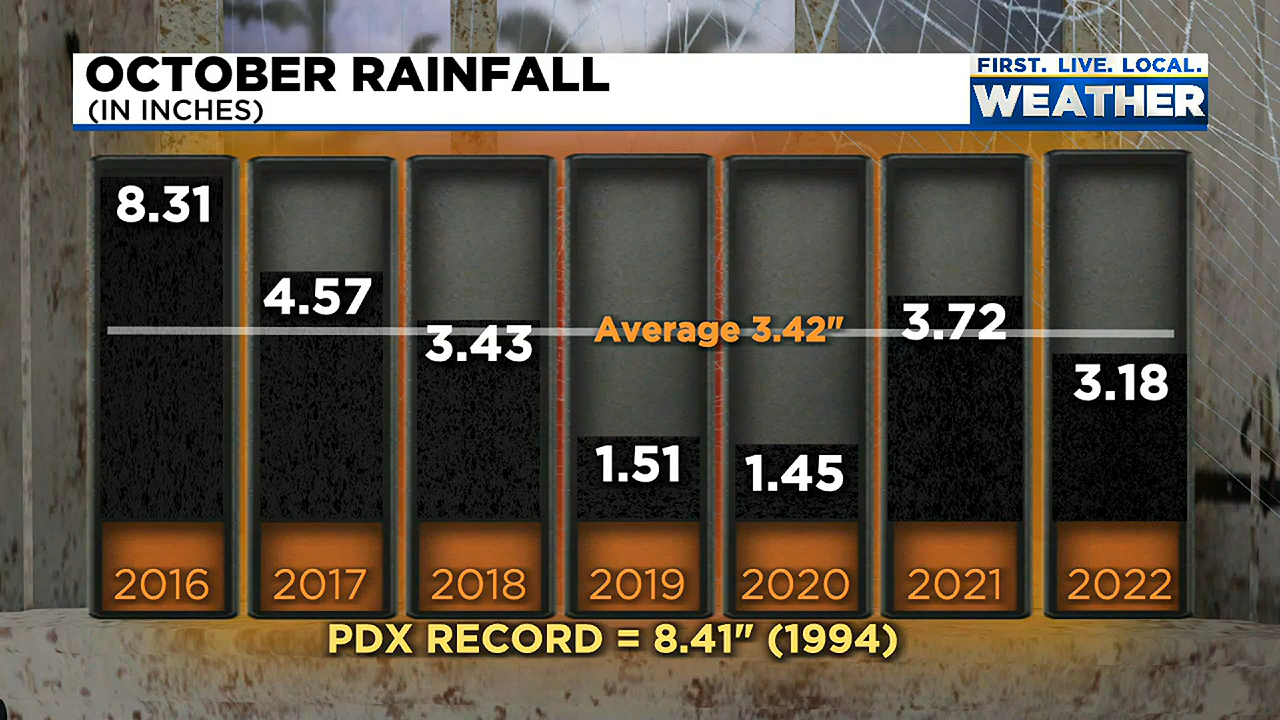 OCTOBER RAINFALL
(IN INCHES)
FIRST. LIVE. LOCAL.
WEATHER
8.31
4.57
3.43
1.51
1.45
3.72
3.18
Average 3.42"
2016
2017
2018
2019
2020
2021
2022
PDX RECORD = 8.41" (1994)